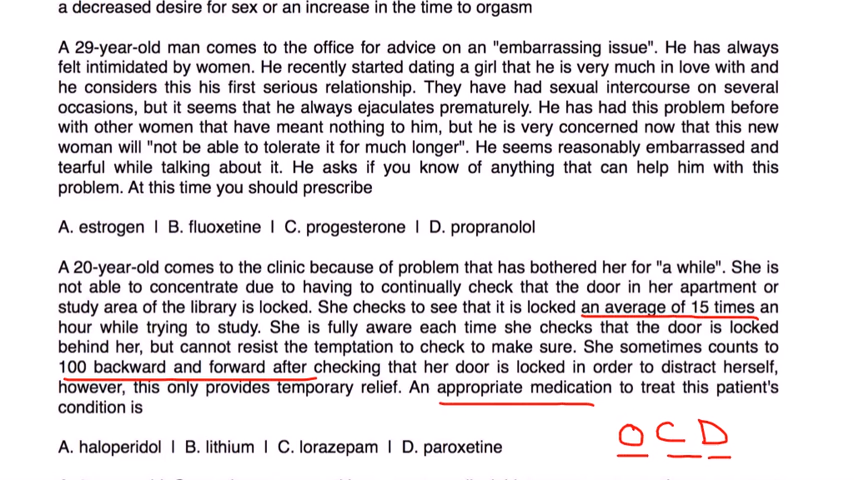 a decreased desire for sex or an increase in the time to orgasm
A 29-year-old man comes to the office for advice on an "embarrassing issue". He has always
felt intimidated by women. He recently started dating a girl that he is very much in love with and
he considers this his first serious relationship. They have had sexual intercourse on several
occasions, but it seems that he always ejaculates prematurely. He has had this problem before
with other women that have meant nothing to him, but he is very concerned now that this new
woman will "not be able to tolerate it for much longer". He seems reasonably embarrassed and
tearful while talking about it. He asks if you know of anything that can help him with this
problem. At this time you should prescribe
A. estrogen I B. fluoxetine I C. progesterone I D. propranolol
A 20-year-old comes to the clinic because of problem that has bothered her for "a while". She is
not able to concentrate due to having to continually check that the door in her apartment or
study area of the library is locked. She checks to see that it is locked an average of 15 times an
hour while trying to study. She is fully aware each time she checks that the door is locked
behind her, but cannot resist the temptation to check to make sure. She sometimes counts to
100 backward and forward after checking that her door is locked in order to distract herself,
however, this only provides temporary relief. An appropriate medication to treat this patient's
condition is
A. haloperidol I B. lithium I C. lorazepam I D. paroxetine
OCD